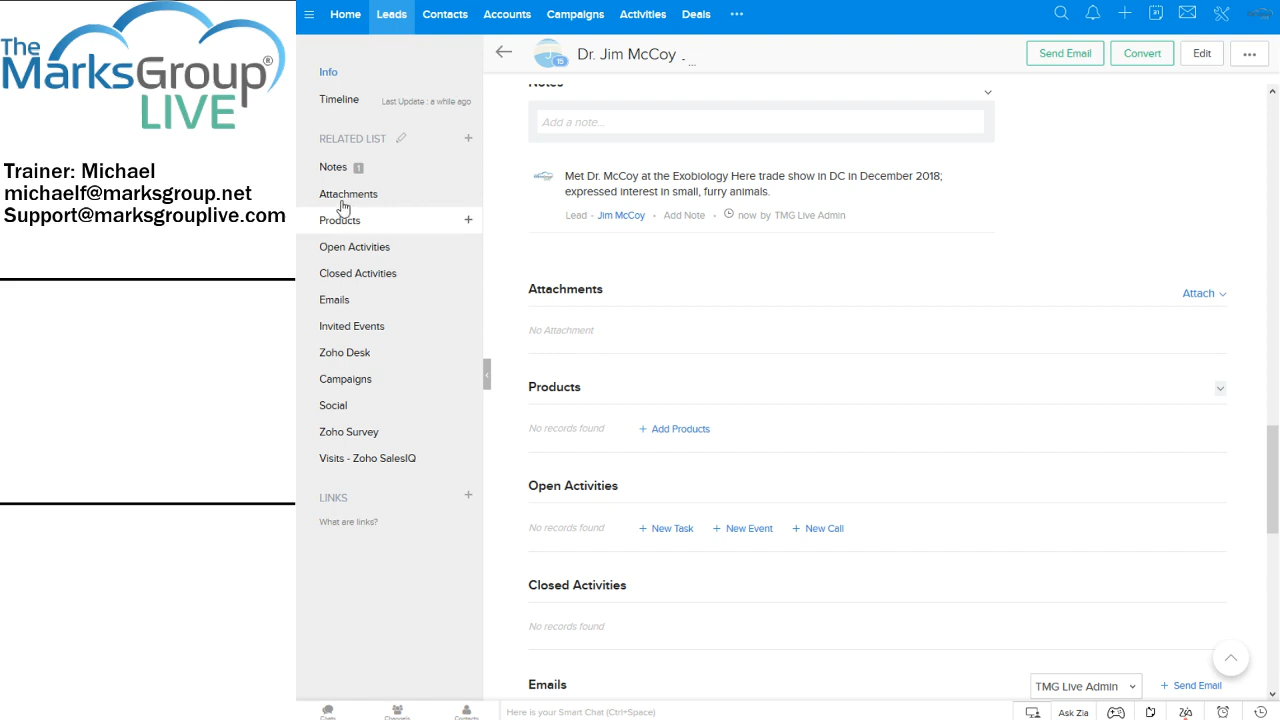 The
MarksGroup®
LIVE
Trainer: Michael
michaelf@marksgroup.net
Support@marksgrouplive.com
Home
Leads
Contacts
Accounts
Campaigns
Activities
Deals
31
15
Dr. Jim McCoy .
...
Send Email
Convert
Edit
Info
Timeline
Last Update : a while ago
RELATED LIST
Notes 1
Attachments
Products
Open Activities
Closed Activities
Emails
Invited Events
Zoho Desk
Campaigns
Social
Zoho Survey
Visits - Zoho SalesIQ
LINKS
What are links?
Notes
Add a note...
Met Dr. McCoy at the Exobiology Here trade show in DC in December 2018;
expressed interest in small, furry animals.
Lead - Jim McCoy • Add Note • now by TMG Live Admin
Attachments
Attach
No Attachment
Products
No records found
+ Add Products
Open Activities
No records found
+ New Task + New Event + New Call
Closed Activities
No records found
Emails
TMG Live Admin
+ Send Email
Chats
Channels
Contacts
Here is your Smart Chat (Ctrl+Space)
Ask Zia